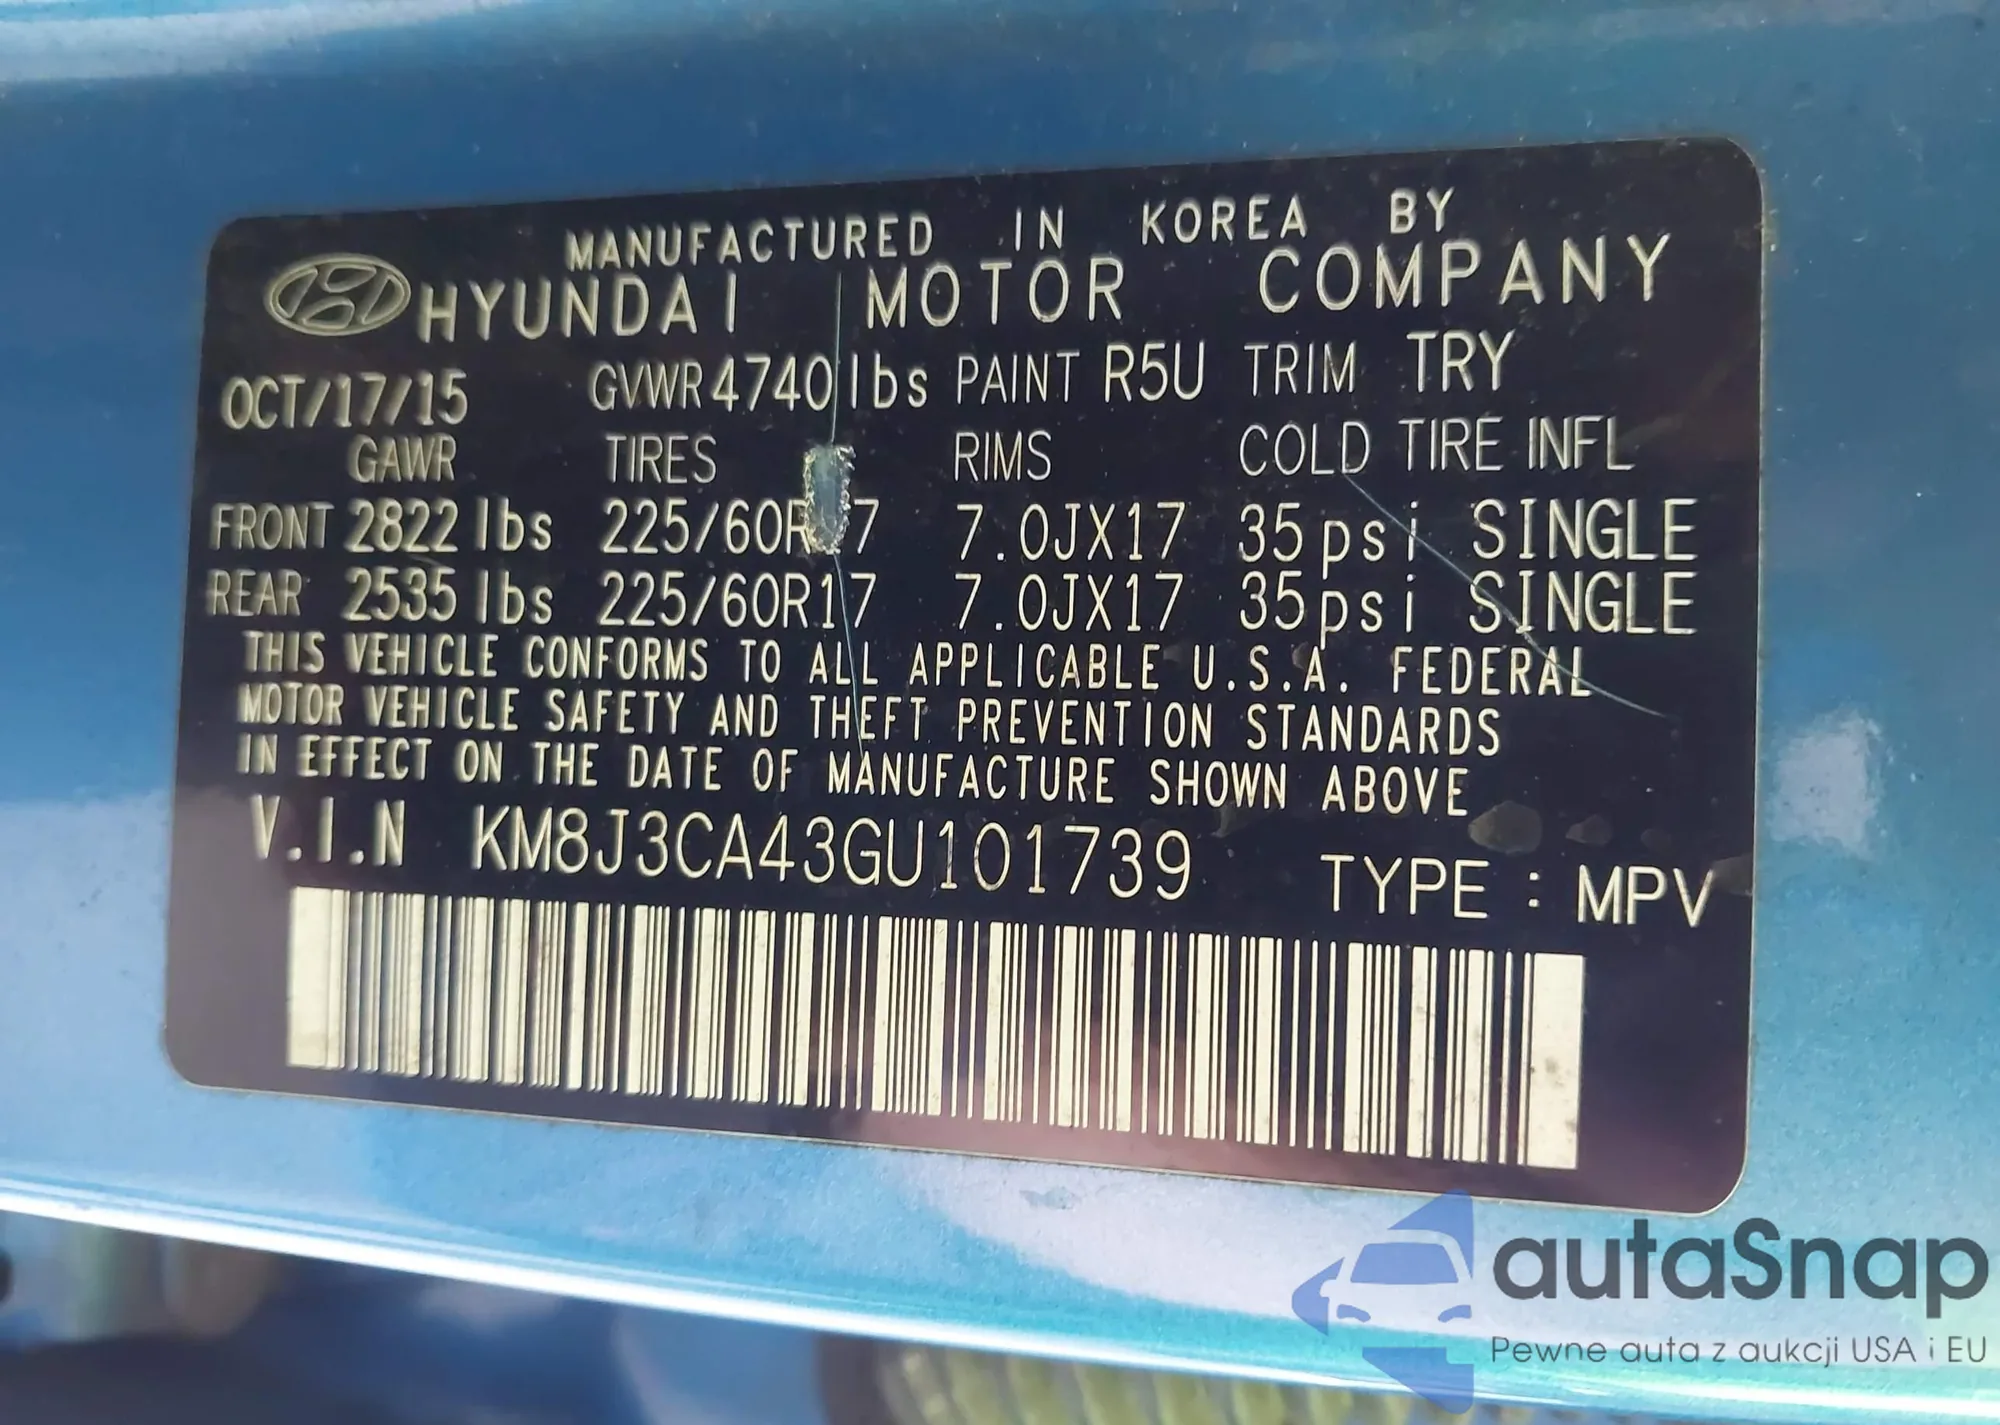 MANUFACTURED IN KOREA BY
HYUNDAI MOTOR COMPANY
OCT/17/15 GVWR 4740 lbs PAINT R5U TRIM TRY
GAWR TIRES RIMS COLD TIRE INFL
FRONT 2822 lbs 225/60R17 7.0JX17 35psi SINGLE
REAR 2535 lbs 225/60R17 7.0JX17 35psi SINGLE
THIS VEHICLE CONFORMS TO ALL APPLICABLE U.S.A. FEDERAL
MOTOR VEHICLE SAFETY AND THEFT PREVENTION STANDARDS
IN EFFECT ON THE DATE OF MANUFACTURE SHOWN ABOVE
V.I.N KM8J3CA43GU101739 TYPE : MPV
autaSnap
Pewne auta z aukcji USA i EU